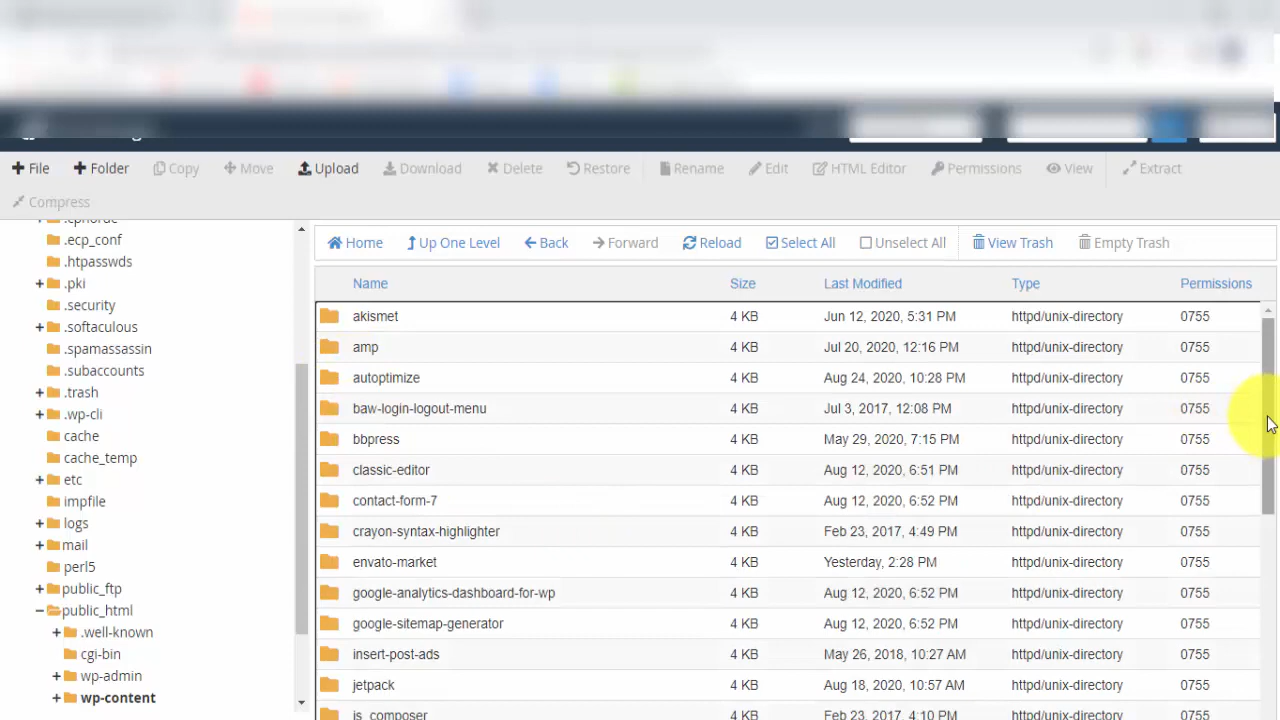 File Folder Copy Move Upload Download Delete Restore Rename Edit HTML Editor Permissions View Extract
Compress
.ecp_conf
.htpasswds
.pki
.security
.softaculous
.spamassassin
.subaccounts
.trash
.wp-cli
cache
cache_temp
etc
impfile
logs
mail
perl5
public_ftp
public_html
.well-known
cgi-bin
wp-admin
wp-content
Home Up One Level Back Forward Reload Select All Unselect All View Trash Empty Trash
Name Size Last Modified Type Permissions
akismet 4 KB Jun 12, 2020, 5:31 PM httpd/unix-directory 0755
amp 4 KB Jul 20, 2020, 12:16 PM httpd/unix-directory 0755
autoptimize 4 KB Aug 24, 2020, 10:28 PM httpd/unix-directory 0755
baw-login-logout-menu 4 KB Jul 3, 2017, 12:08 PM httpd/unix-directory 0755
bbpress 4 KB May 29, 2020, 7:15 PM httpd/unix-directory 0755
classic-editor 4 KB Aug 12, 2020, 6:51 PM httpd/unix-directory 0755
contact-form-7 4 KB Aug 12, 2020, 6:52 PM httpd/unix-directory 0755
crayon-syntax-highlighter 4 KB Feb 23, 2017, 4:49 PM httpd/unix-directory 0755
envato-market 4 KB Yesterday, 2:28 PM httpd/unix-directory 0755
google-analytics-dashboard-for-wp 4 KB Aug 12, 2020, 6:52 PM httpd/unix-directory 0755
google-sitemap-generator 4 KB Aug 12, 2020, 6:52 PM httpd/unix-directory 0755
insert-post-ads 4 KB May 26, 2018, 10:27 AM httpd/unix-directory 0755
jetpack 4 KB Aug 18, 2020, 10:57 AM httpd/unix-directory 0755
js_composer 4 KB Feb 23, 2017, 4:10 PM httpd/unix-directory 0755